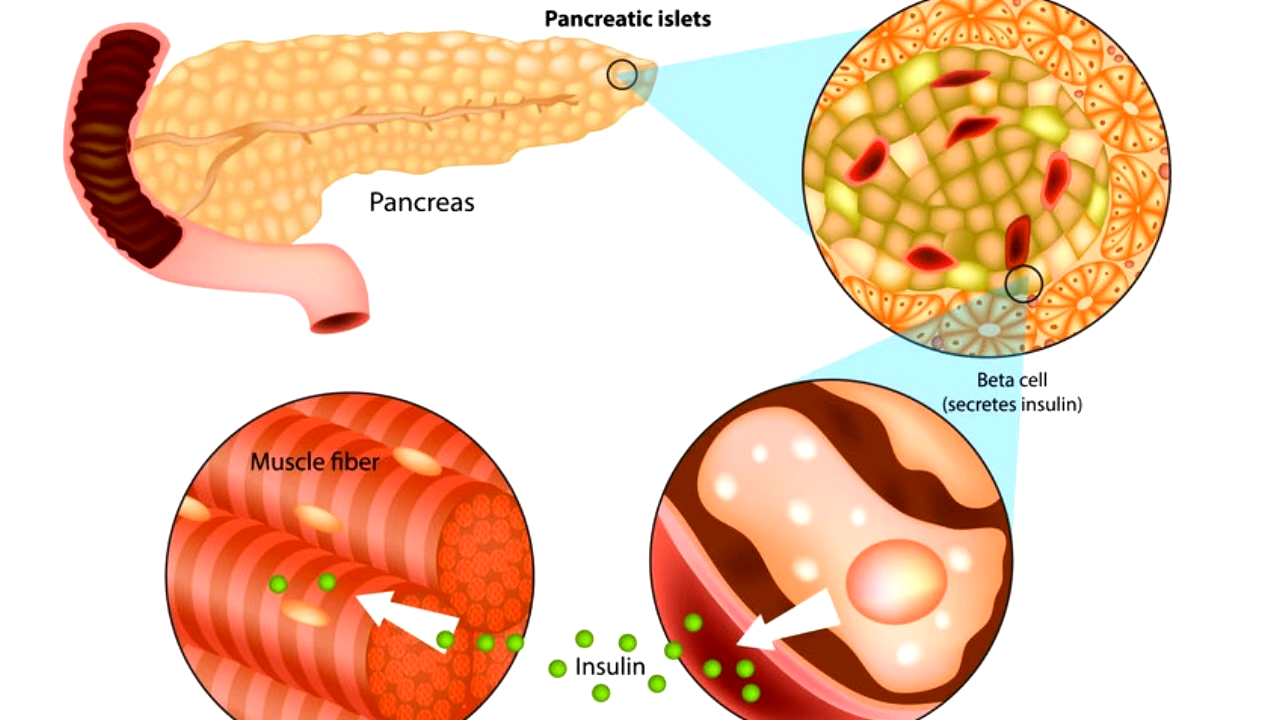 Pancreatic islets
Pancreas
Beta cell
(secretes insulin)
Muscle fiber
Insulin